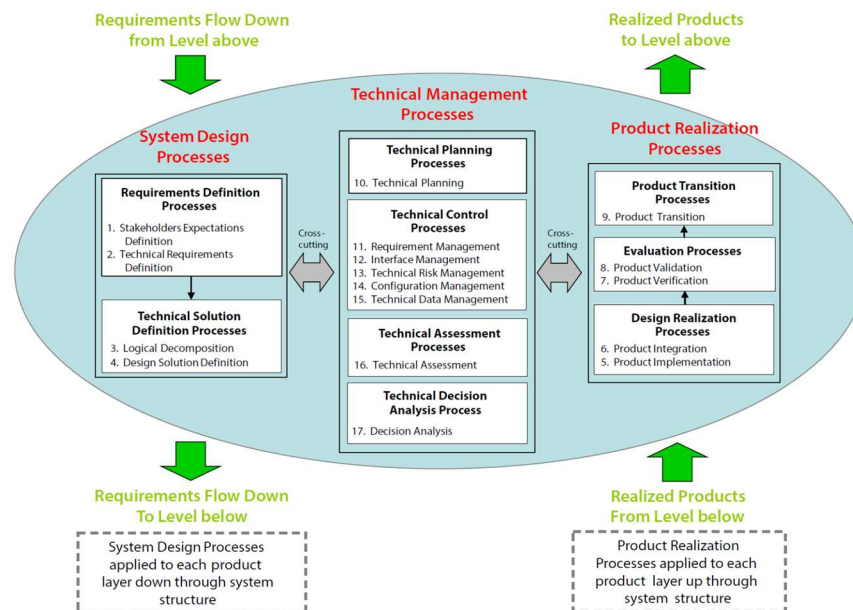 Requirements Flow Down
from Level above
Realized Products
to Level above
Technical Management
Processes
System Design
Processes
Product Realization
Processes
Requirements Definition
Processes
1. Stakeholders Expectations
Definition
2. Technical Requirements
Definition
Technical Solution
Definition Processes
3. Logical Decomposition
4. Design Solution Definition
Cross-
cutting
Technical Planning
Processes
10. Technical Planning
Technical Control
Processes
11. Requirement Management
12. Interface Management
13. Technical Risk Management
14. Configuration Management
15. Technical Data Management
Technical Assessment
Processes
16. Technical Assessment
Technical Decision
Analysis Process
17. Decision Analysis
Cross-
cutting
Product Transition
Processes
9. Product Transition
Evaluation Processes
8. Product Validation
7. Product Verification
Design Realization
Processes
6. Product Integration
5. Product Implementation
Requirements Flow Down
To Level below
Realized Products
From Level below
System Design Processes
applied to each product
layer down through system
structure
Product Realization
Processes applied to each
product layer up through
system structure